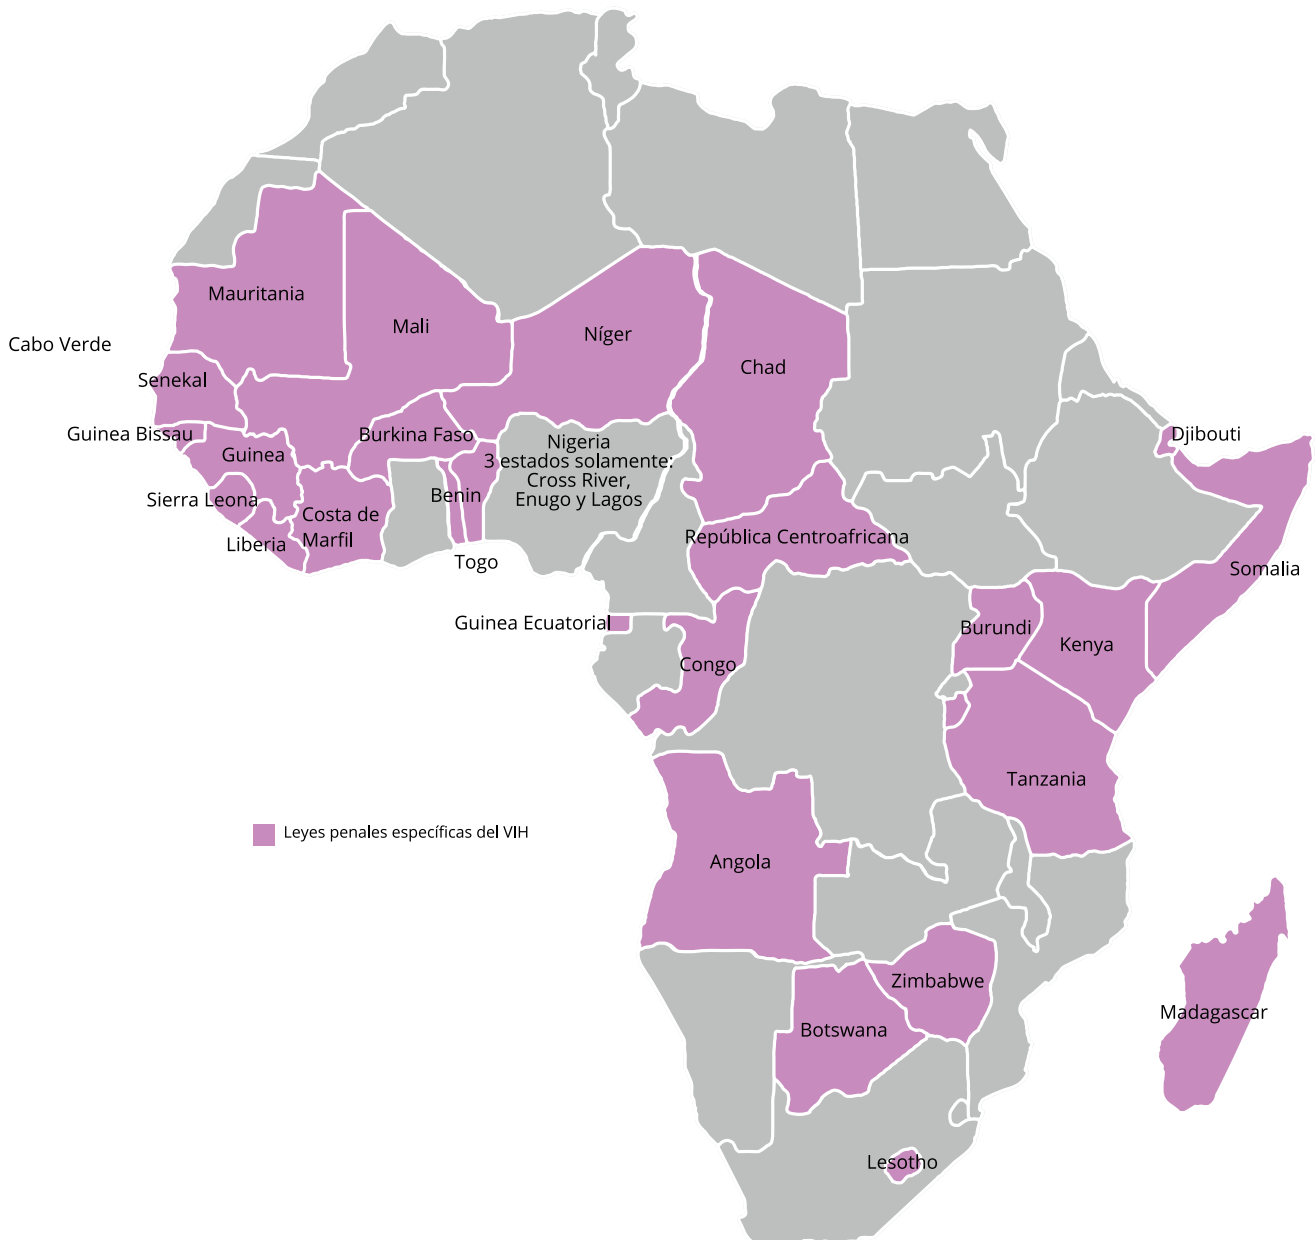 Mauritania
Mali
Níger
Cabo Verde
Chad
Senekal
Guinea Bissau
Burkina Faso
Djibouti
Guinea
Nigeria
3 estados solamente:
Cross River,
Enugo y Lagos
Sierra Leona
Benin
Costa de
Marfil
Liberia
República Centroafricana
Togo
Somalia
Guinea Ecuatorial
Burundi
Kenya
Congo
Tanzania
Leyes penales específicas del VIH
Angola
Zimbabwe
Madagascar
Botswana
Lesotho